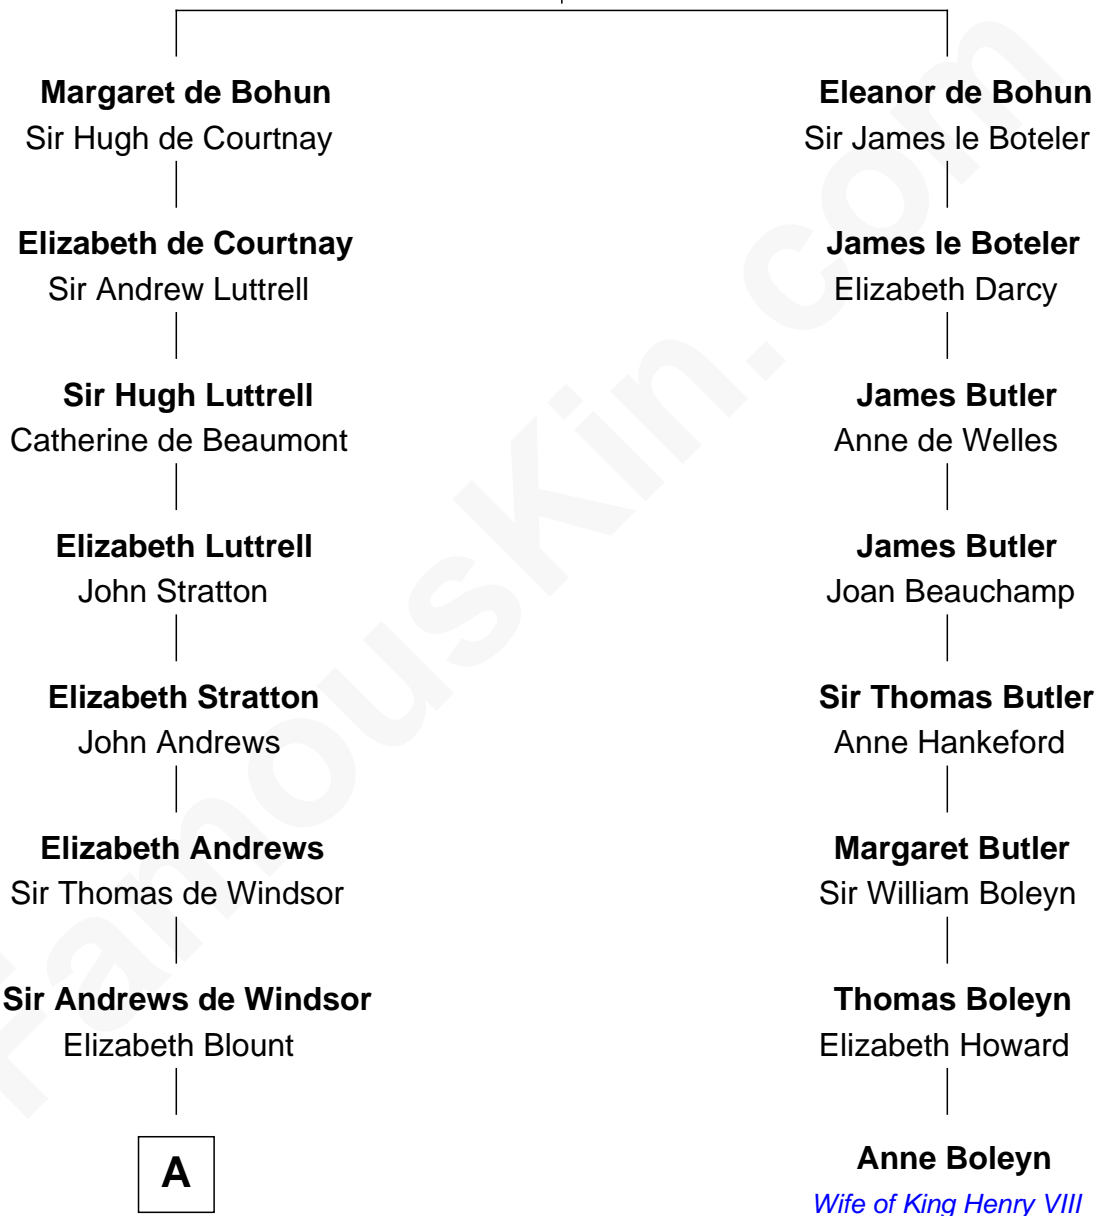 Margaret de Bohun
Sir Hugh de Courtnay
Elizabeth de Courtnay
Sir Andrew Luttrell
Sir Hugh Luttrell
Catherine de Beaumont
Elizabeth Luttrell
John Stratton
Elizabeth Stratton
John Andrews
Elizabeth Andrews
Sir Thomas de Windsor
Sir Andrews de Windsor
Elizabeth Blount
A
Eleanor de Bohun
Sir James le Boteler
James le Boteler
Elizabeth Darcy
James Butler
Anne de Welles
James Butler
Joan Beauchamp
Sir Thomas Butler
Anne Hankeford
Margaret Butler
Sir William Boleyn
Thomas Boleyn
Elizabeth Howard
Anne Boleyn
Wife of King Henry VIII
FamousKin.com